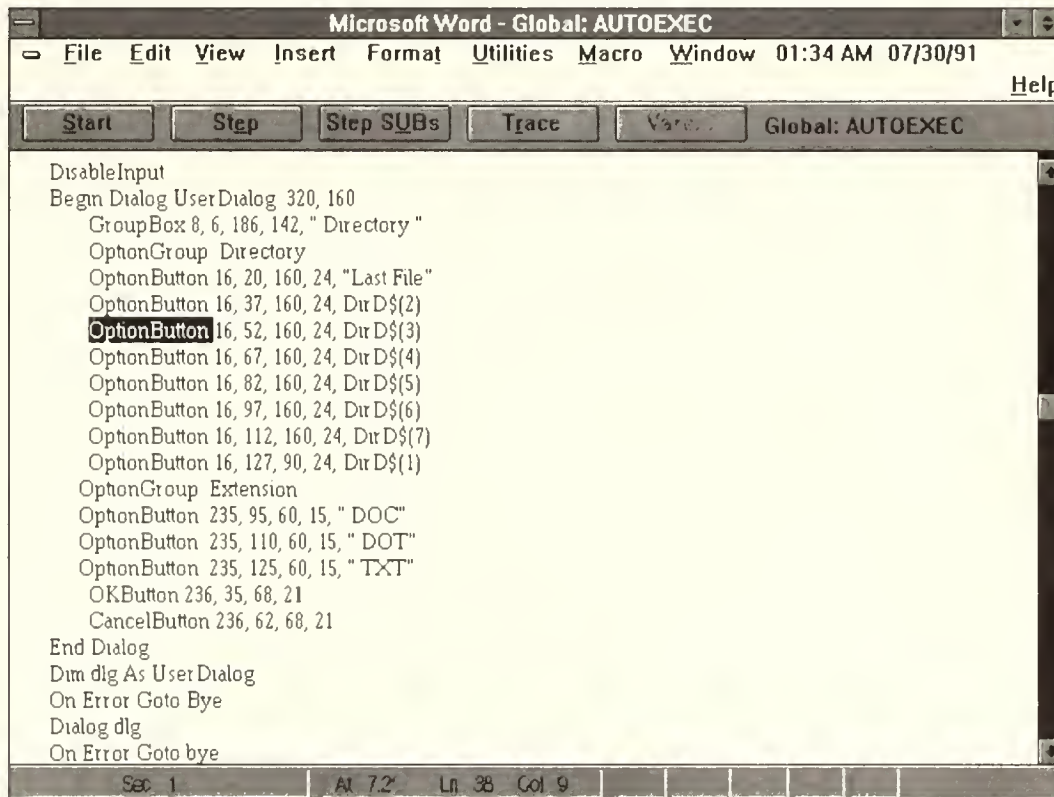 Microsoft Word - Global: AUTOEXEC
File Edit View Insert Format Utilities Macro Window 01:34 AM 07/30/91
Help
Start Step Step SUBs Trace Vars... Global: AUTOEXEC
DisableInput
Begin Dialog UserDialog 320, 160
GroupBox 8, 6, 186, 142, " Directory "
OptionGroup Directory
OptionButton 16, 20, 160, 24, "Last File"
OptionButton 16, 37, 160, 24, DirD$(2)
OptionButton 16, 52, 160, 24, DirD$(3)
OptionButton 16, 67, 160, 24, DirD$(4)
OptionButton 16, 82, 160, 24, DirD$(5)
OptionButton 16, 97, 160, 24, DirD$(6)
OptionButton 16, 112, 160, 24, DirD$(7)
OptionButton 16, 127, 90, 24, DirD$(1)
OptionGroup Extension
OptionButton 235, 95, 60, 15, " DOC"
OptionButton 235, 110, 60, 15, " DOT"
OptionButton 235, 125, 60, 15, " TXT"
OKButton 236, 35, 68, 21
CancelButton 236, 62, 68, 21
End Dialog
Dim dlg As UserDialog
On Error Goto Bye
Dialog dlg
On Error Goto bye
Sec 1 At 7.2" Ln 38 Col 9